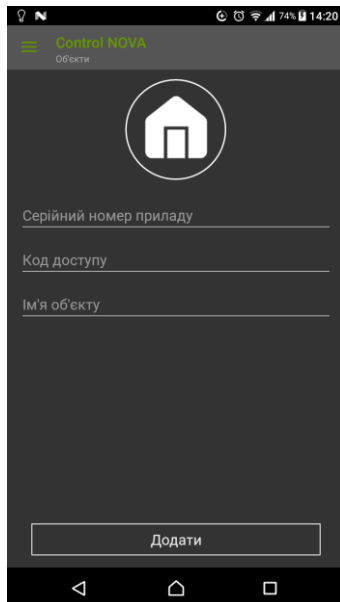 74% 14:20
Control NOVA
Об'єкти
Серійний номер приладу
Код доступу
Ім'я об'єкту
Додати